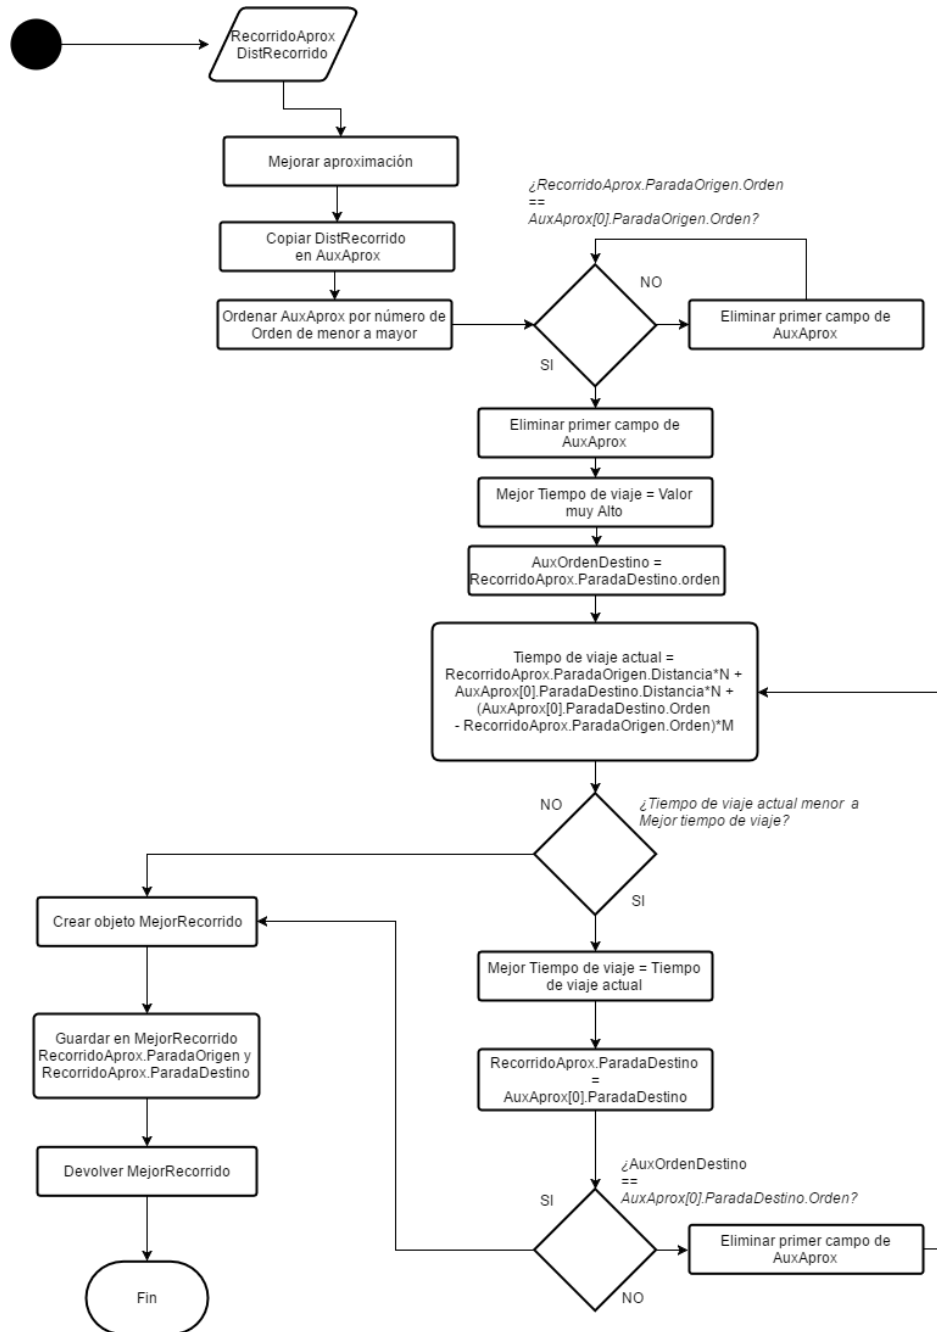 RecorridoAprox
DistRecorrido
Mejorar aproximación
Copiar DistRecorrido
en AuxAprox
Ordenar AuxAprox por número de
Orden de menor a mayor
¿RecorridoAprox.ParadaOrigen.Orden
==
AuxAprox[0].ParadaOrigen.Orden?
NO
SI
Eliminar primer campo de
AuxAprox
Eliminar primer campo de
AuxAprox
Mejor Tiempo de viaje = Valor
muy Alto
AuxOrdenDestino =
RecorridoAprox.ParadaDestino.orden
Tiempo de viaje actual =
RecorridoAprox.ParadaOrigen.Distancia*N +
AuxAprox[0].ParadaDestino.Distancia*N +
(AuxAprox[0].ParadaDestino.Orden
- RecorridoAprox.ParadaOrigen.Orden)*M
NO
¿Tiempo de viaje actual menor a
Mejor tiempo de viaje?
SI
Crear objeto MejorRecorrido
Mejor Tiempo de viaje = Tiempo
de viaje actual
Guardar en MejorRecorrido
RecorridoAprox.ParadaOrigen y
RecorridoAprox.ParadaDestino
RecorridoAprox.ParadaDestino
=
AuxAprox[0].ParadaDestino
Devolver MejorRecorrido
¿AuxOrdenDestino
==
AuxAprox[0].ParadaDestino.Orden?
SI
Eliminar primer campo de
AuxAprox
NO
Fin